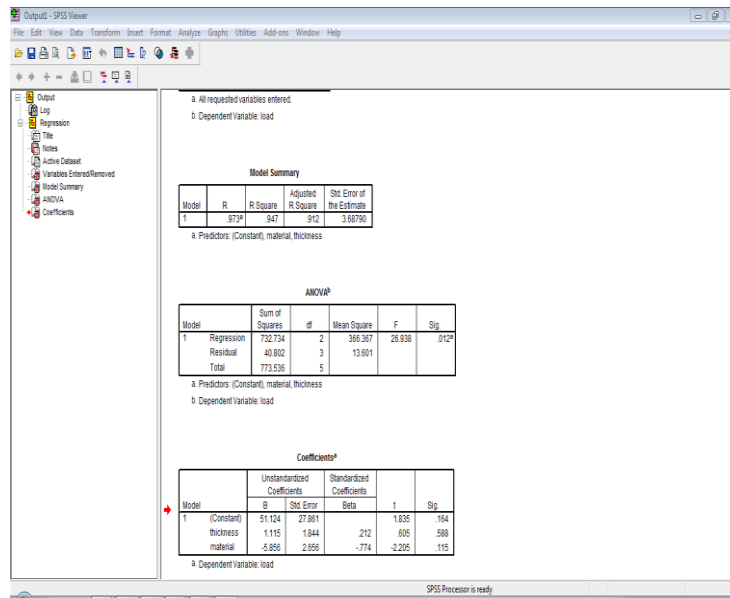 Output1 - SPSS Viewer
File Edit View Data Transform Insert Format Analyze Graphs Utilities Add-ons Window Help
Output
Log
Regression
Title
Notes
Active Dataset
Variables Entered/Removed
Model Summary
ANOVA
Coefficients
a. All requested variables entered.
b. Dependent Variable: load
Model Summary
Model R R Square Adjusted R Square Std. Error of the Estimate
1 .973a .947 .912 3.68790
a. Predictors: (Constant), material, thickness
ANOVAb
Model Sum of Squares df Mean Square F Sig.
1 Regression 732.734 2 366.367 26.938 .012a
Residual 40.802 3 13.601
Total 773.536 5
a. Predictors: (Constant), material, thickness
b. Dependent Variable: load
Coefficientsa
Model Unstandardized Coefficients Standardized Coefficients t Sig.
B Std. Error Beta
1 (Constant) 51.124 27.861 1.835 .164
thickness 1.115 1.844 .212 .605 .588
material -5.856 2.656 -.774 -2.205 .115
a. Dependent Variable: load
SPSS Processor is ready